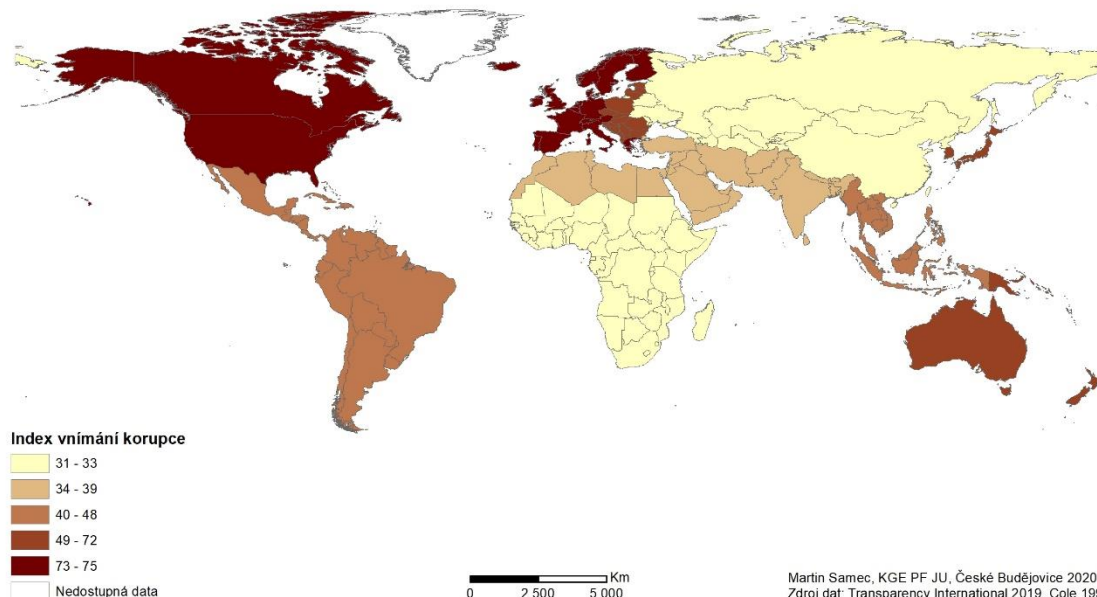 Index vnímání korupce
31 - 33
34 - 39
40 - 48
49 - 72
73 - 75
Nedostupná data
Km
0 2 500 5 000
Martin Samec, KGE PF JU, České Budějovice 2020
Zdroj dat: Transparency International 2019, Cole